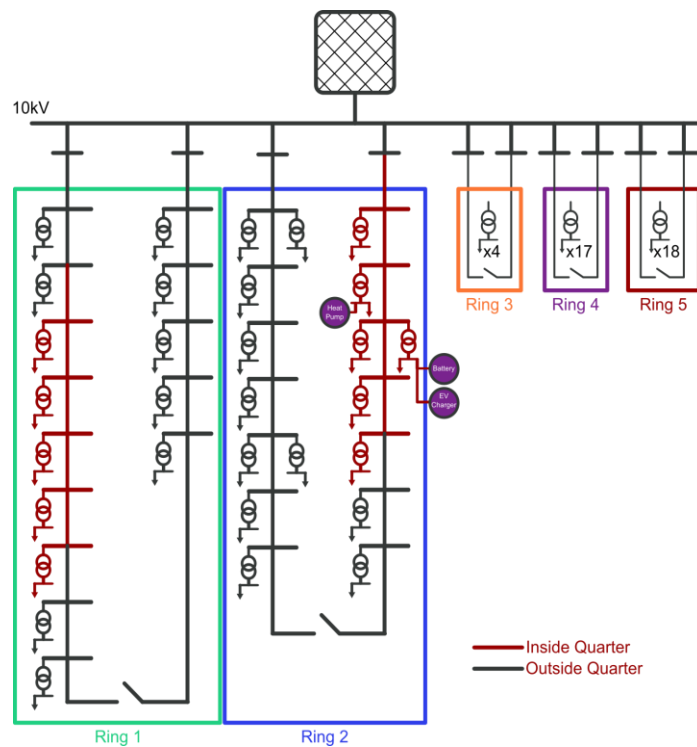 10kV
x4
x17
x18
Heat
Pump
Battery
EV
Charger
Ring 3
Ring 4
Ring 5
Inside Quarter
Outside Quarter
Ring 1
Ring 2